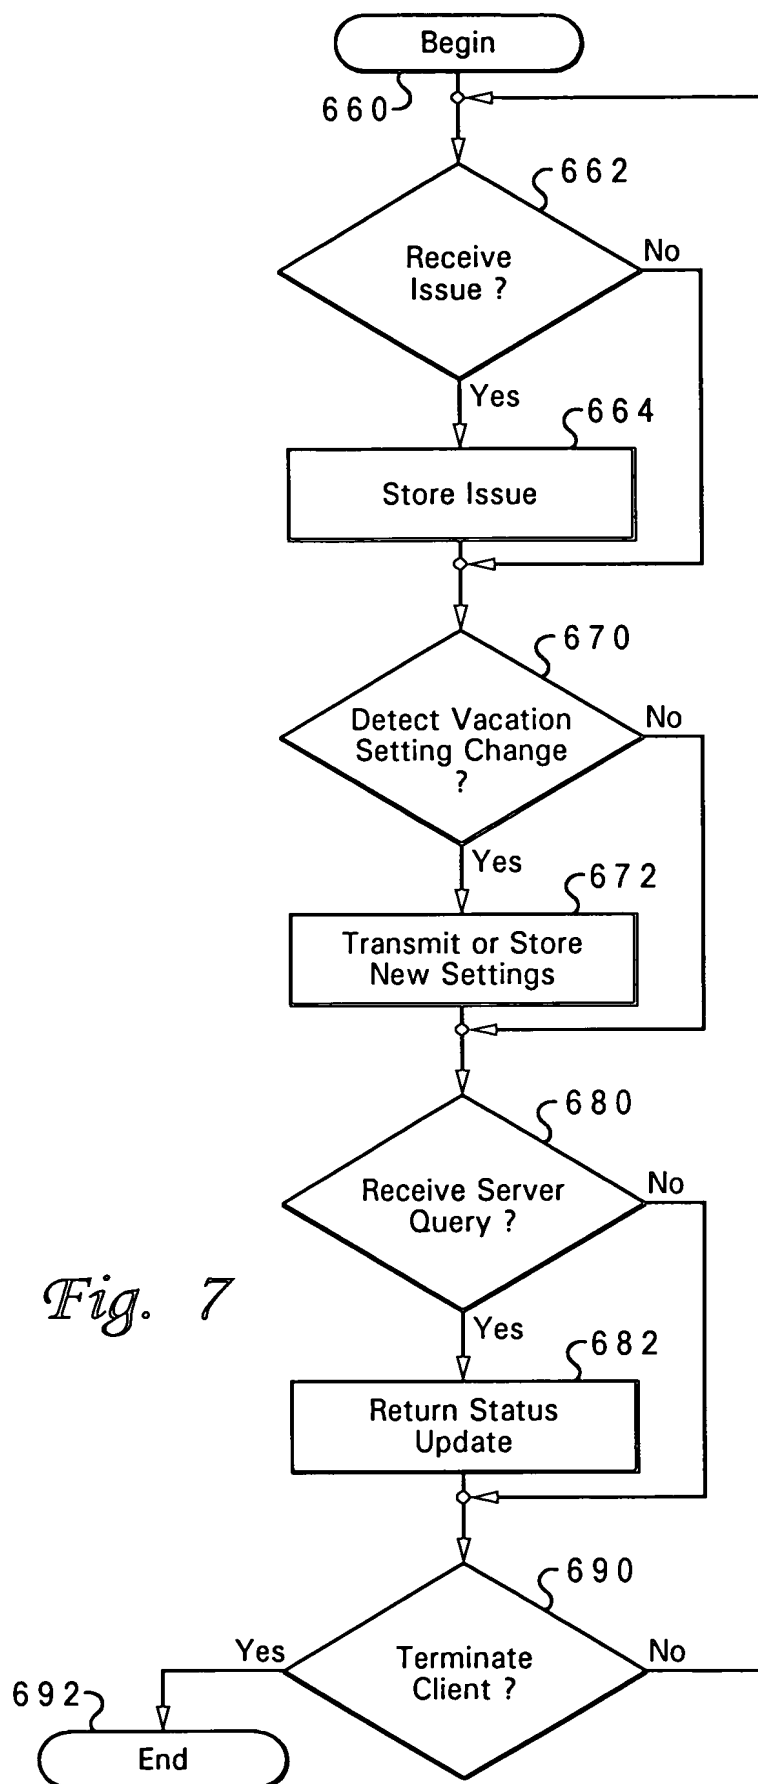 Begin
660
662
Receive
Issue ?
No
Yes
664
Store Issue
670
Detect Vacation
Setting Change
?
No
Yes
672
Transmit or Store
New Settings
680
Receive Server
Query ?
No
Fig. 7
Yes
682
Return Status
Update
690
Yes
Terminate
Client ?
No
692
End